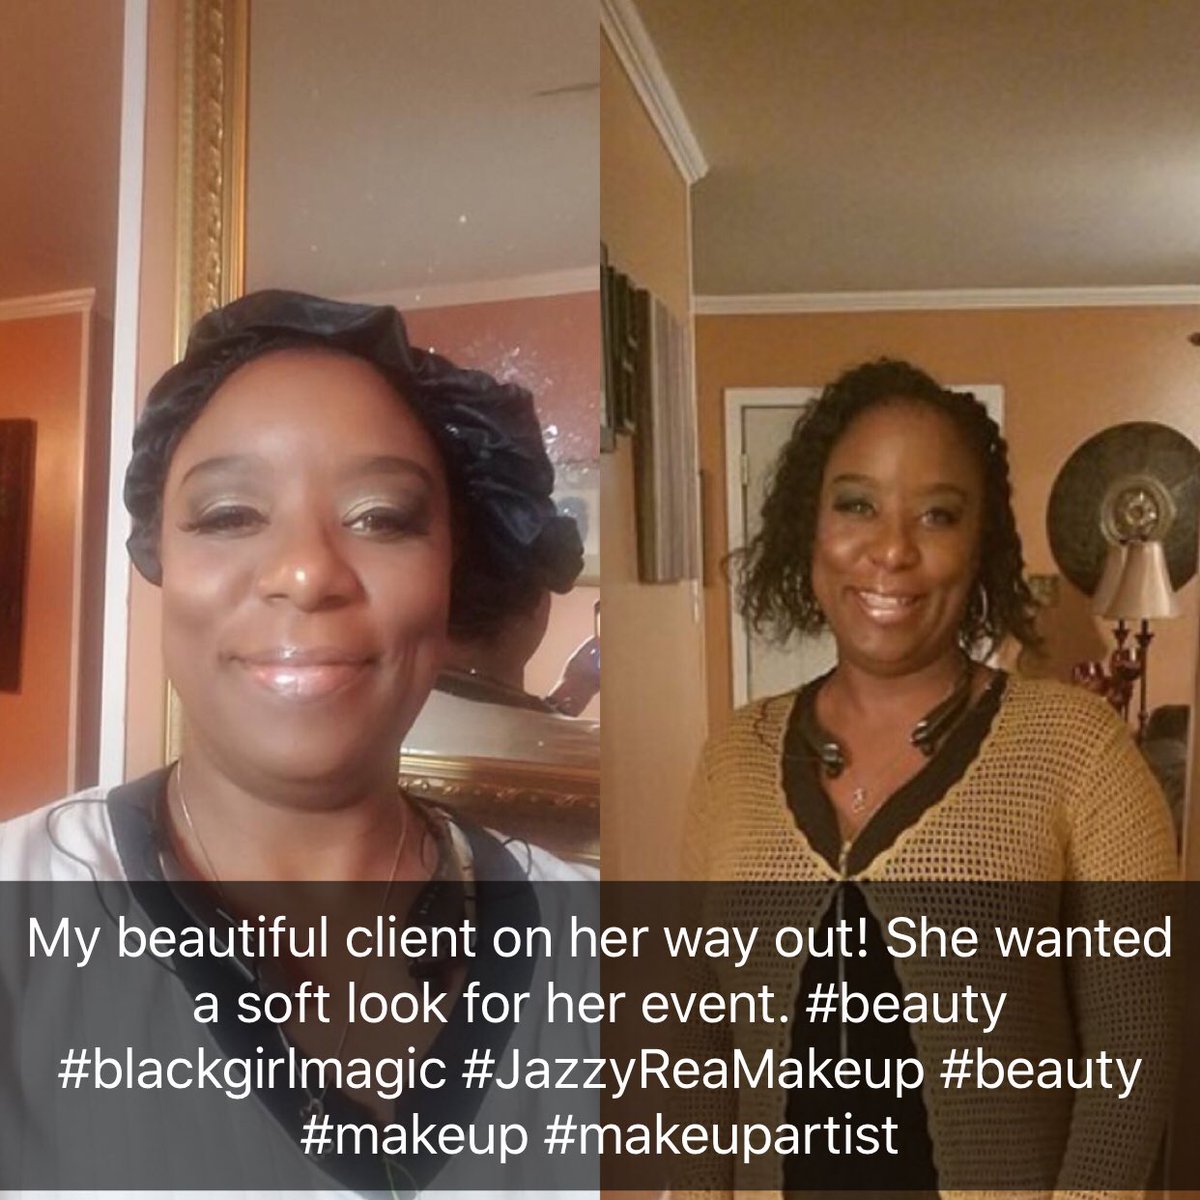 My beautiful client on her way out! She wanted
a soft look for her event. #beauty
#blackgirlmagic #JazzyReaMakeup #beauty
#makeup #makeupartist